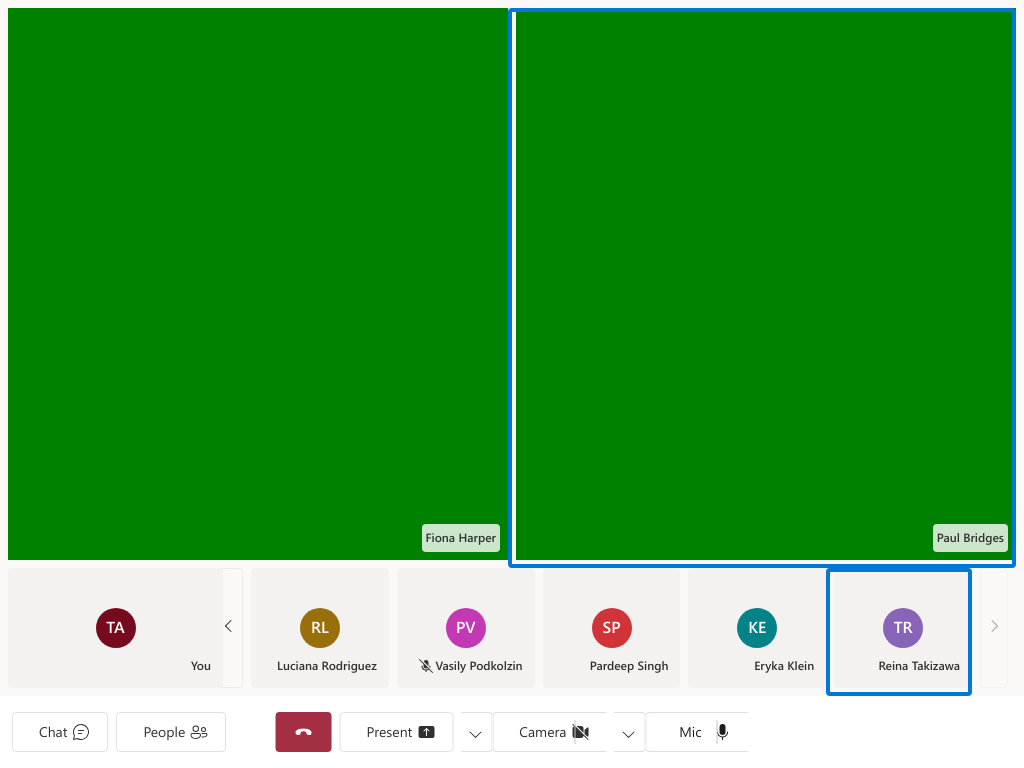 Fiona Harper
Paul Bridges
TA
You
RL
Luciana Rodriguez
PV
Vasily Podkolzin
SP
Pardeep Singh
KE
Eryka Klein
TR
Reina Takizawa
Chat
People
Present
Camera
Mic